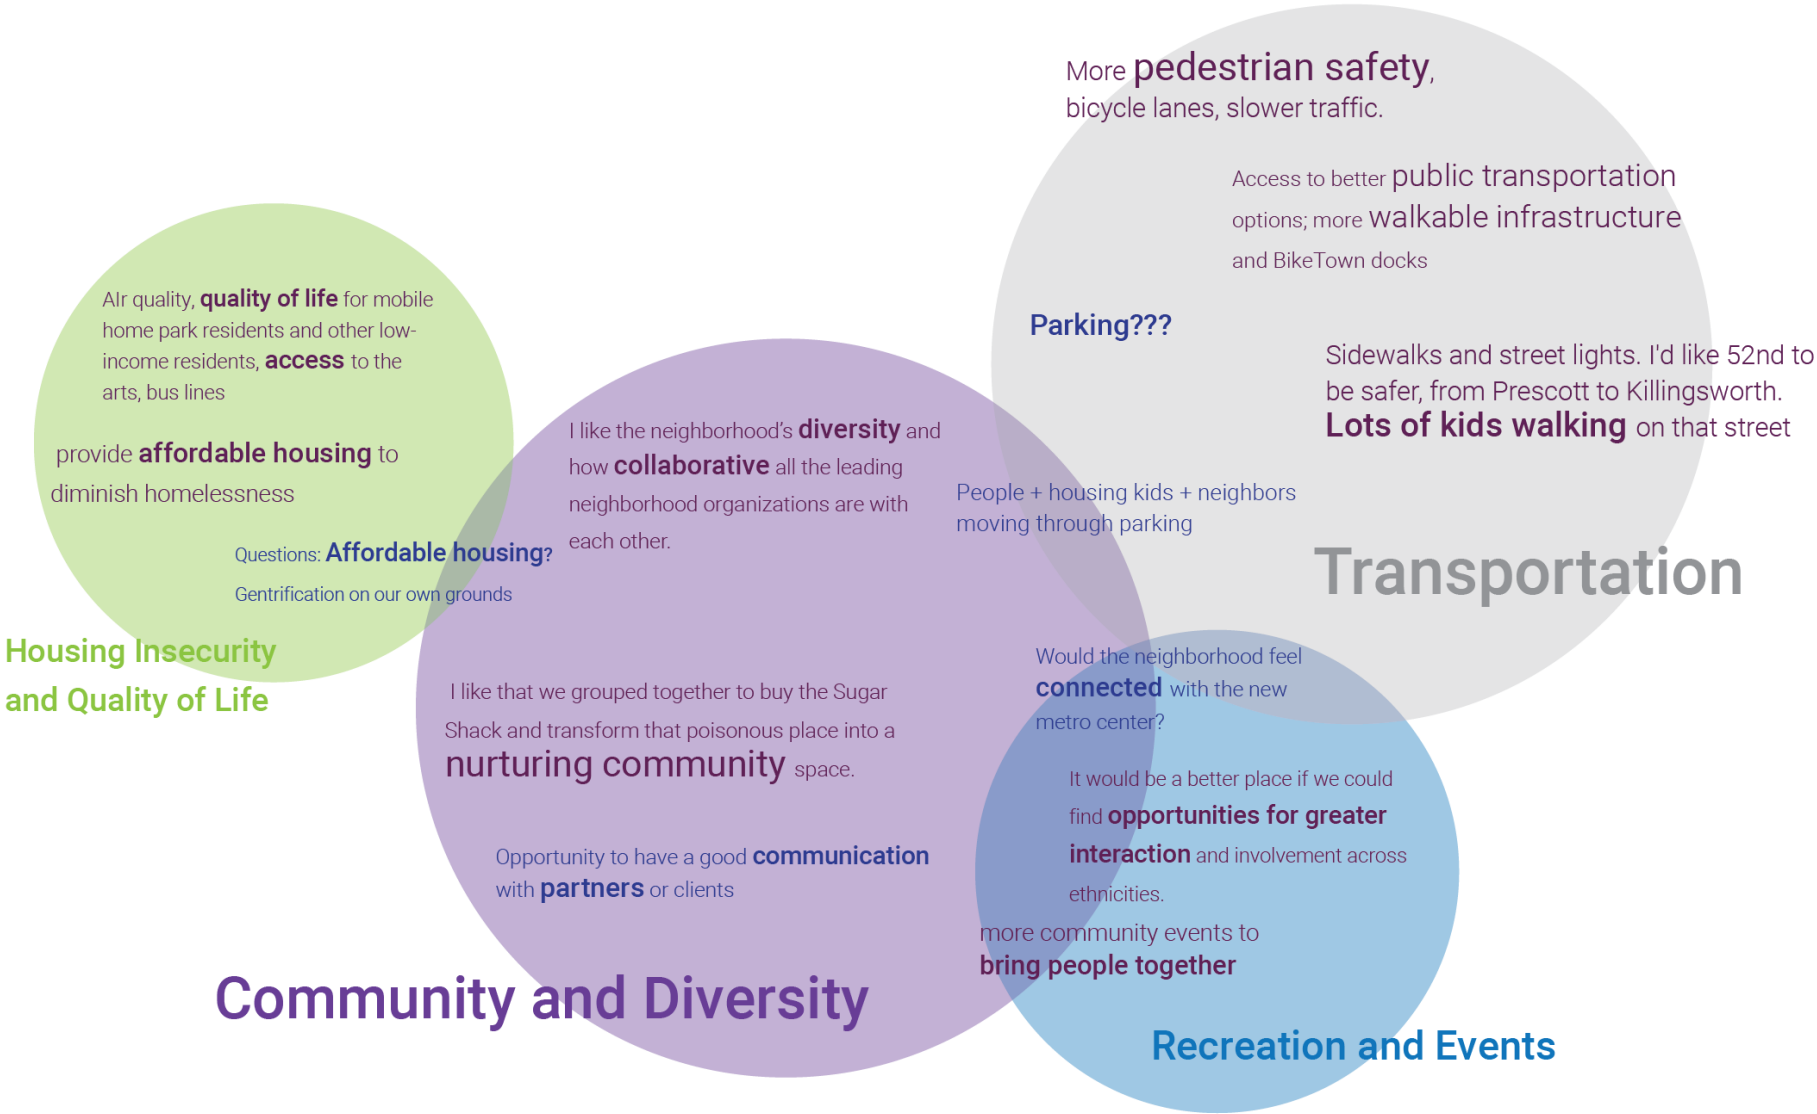 More pedestrian safety,
bicycle lanes, slower traffic.
Access to better public transportation
options; more walkable infrastructure
and BikeTown docks
Parking???
Sidewalks and street lights. I'd like 52nd to
be safer, from Prescott to Killingsworth.
Lots of kids walking on that street
People + housing kids + neighbors
moving through parking
Transportation
AIr quality, quality of life for mobile
home park residents and other low-
income residents, access to the
arts, bus lines
provide affordable housing to
diminish homelessness
Questions: Affordable housing?
Gentrification on our own grounds
Housing Insecurity
and Quality of Life
I like the neighborhood’s diversity and
how collaborative all the leading
neighborhood organizations are with
each other.
I like that we grouped together to buy the Sugar
Shack and transform that poisonous place into a
nurturing community space.
Opportunity to have a good communication
with partners or clients
Community and Diversity
Would the neighborhood feel
connected with the new
metro center?
It would be a better place if we could
find opportunities for greater
interaction and involvement across
ethnicities.
more community events to
bring people together
Recreation and Events